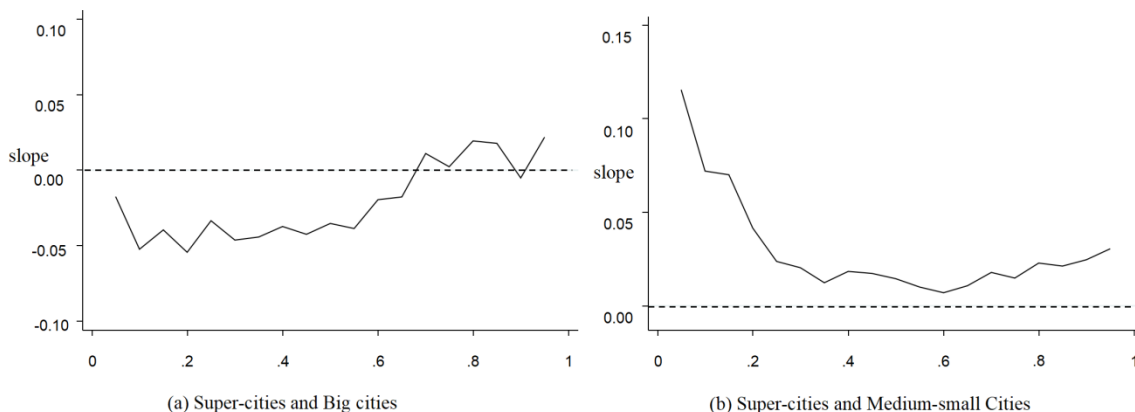 0.10
0.05
slope
0.00
-0.05
-0.10
0 .2 .4 .6 .8 1
(a) Super-cities and Big cities
0.15
0.10
slope
0.05
0.00
0 .2 .4 .6 .8 1
(b) Super-cities and Medium-small Cities